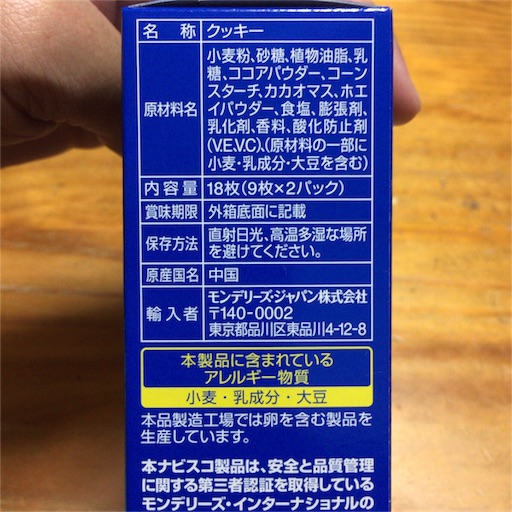 名称 クッキー
原材料名 小麦粉、砂糖、植物油脂、乳
糖、ココアパウダー、コーン
スターチ、カカオマス、ホエ
イパウダー、食塩、膨張剤、
乳化剤、香料、酸化防止剤
(V.E,V.C)、(原材料の一部に
小麦・乳成分・大豆を含む)
内容量 18枚(9枚×2パック)
賞味期限 外箱底面に記載
保存方法 直射日光、高温多湿な場所
を避けてください。
原産国名 中国
輸入者 モンデリーズ・ジャパン株式会社
〒140-0002
東京都品川区東品川4-12-8
本製品に含まれている
アレルギー物質
小麦・乳成分・大豆
本品製造工場では卵を含む製品を
生産しています。
本ナビスコ製品は、安全と品質管理
に関する第三者認証を取得している
モンデリーズ・インターナショナルの